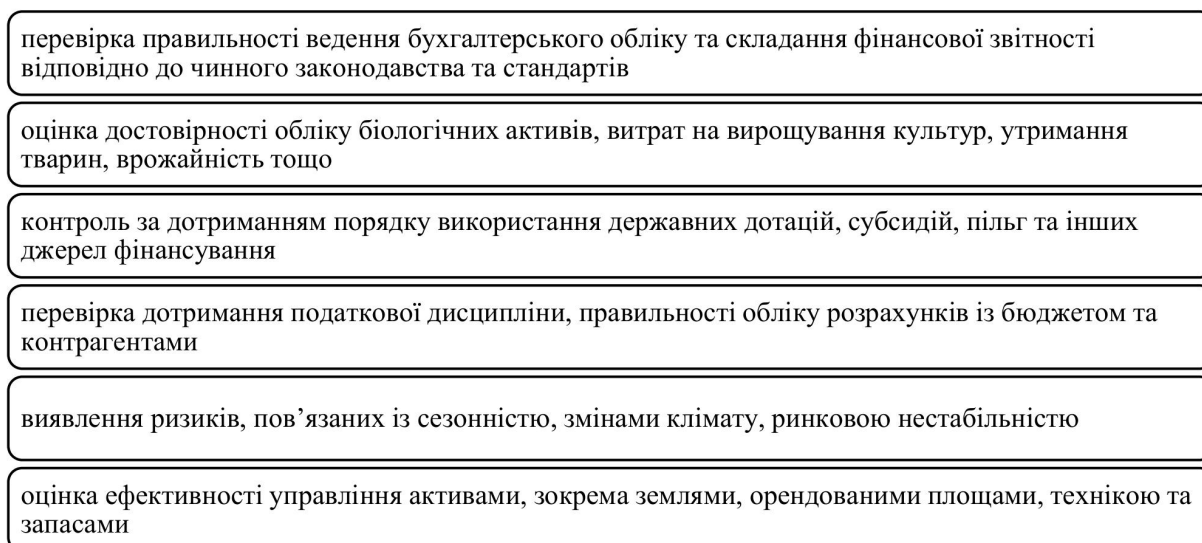 перевірка правильності ведення бухгалтерського обліку та складання фінансової звітності
відповідно до чинного законодавства та стандартів
оцінка достовірності обліку біологічних активів, витрат на вирощування культур, утримання
тварин, врожайність тощо
контроль за дотриманням порядку використання державних дотацій, субсидій, пільг та інших
джерел фінансування
перевірка дотримання податкової дисципліни, правильності обліку розрахунків із бюджетом та
контрагентами
виявлення ризиків, пов’язаних із сезонністю, змінами клімату, ринковою нестабільністю
оцінка ефективності управління активами, зокрема землями, орендованими площами, технікою та
запасами